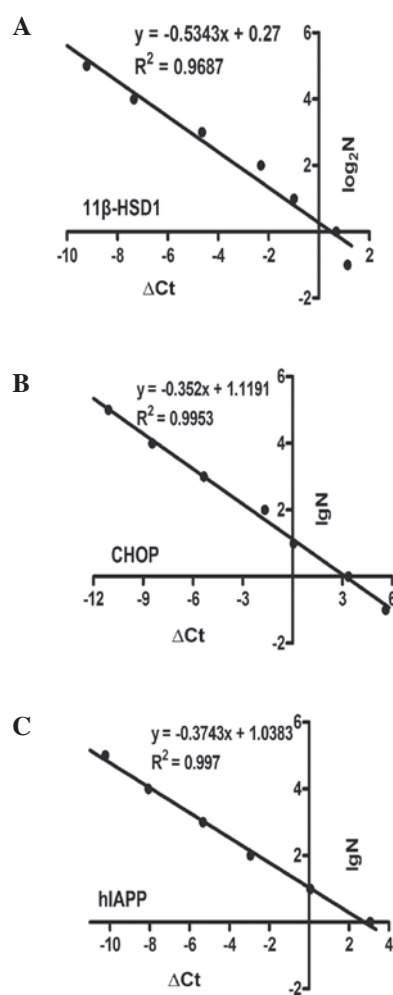 A
y = -0.5343x + 0.27
R² = 0.9687
6
4
2
-2
log₂N
11β-HSD1
-10 -8 -6 -4 -2 0 2
ΔCt
B
y = -0.352x + 1.1191
R² = 0.9953
6
4
2
-2
lgN
CHOP
-12 -9 -6 -3 0 3 6
ΔCt
C
y = -0.3743x + 1.0383
R² = 0.997
6
4
2
-2
lgN
hIAPP
-10 -8 -6 -4 -2 0 2 4
ΔCt